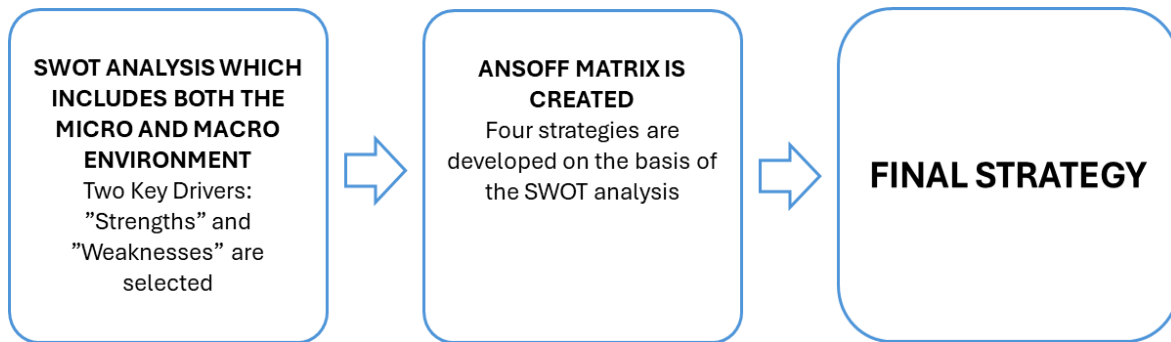 SWOT ANALYSIS WHICH
INCLUDES BOTH THE
MICRO AND MACRO
ENVIRONMENT
Two Key Drivers:
”Strengths” and
”Weaknesses” are
selected
ANSOFF MATRIX IS
CREATED
Four strategies are
developed on the basis of
the SWOT analysis
FINAL STRATEGY